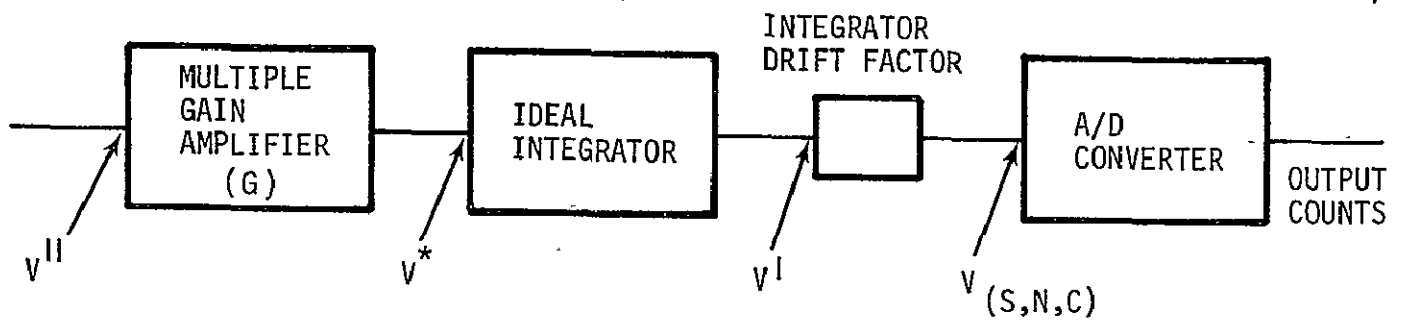 INTEGRATOR
DRIFT FACTOR
MULTIPLE
GAIN
AMPLIFIER
(G)
IDEAL
INTEGRATOR
A/D
CONVERTER
OUTPUT
COUNTS
V^II
V*
V^I
V(S,N,C)